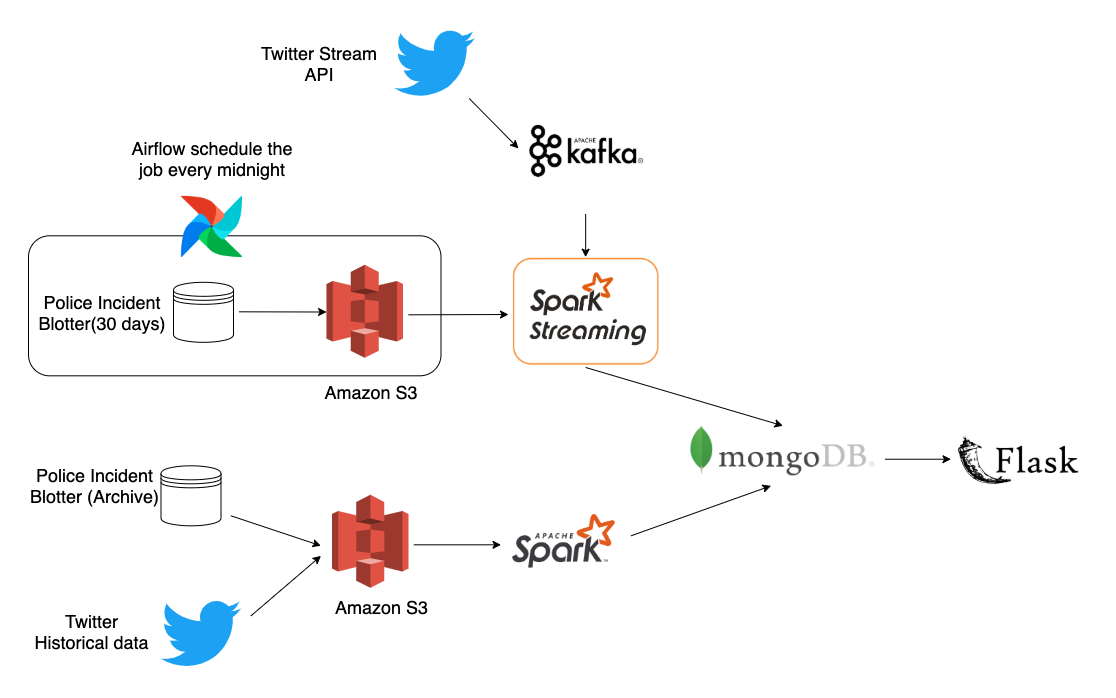 Twitter Stream
API
APACHE
kafka®
Airflow schedule the
job every midnight
Police Incident
Blotter(30 days)
Amazon S3
Spark
Streaming
mongoDB®
Flask
Police Incident
Blotter (Archive)
Amazon S3
APACHE
Spark™
Twitter
Historical data